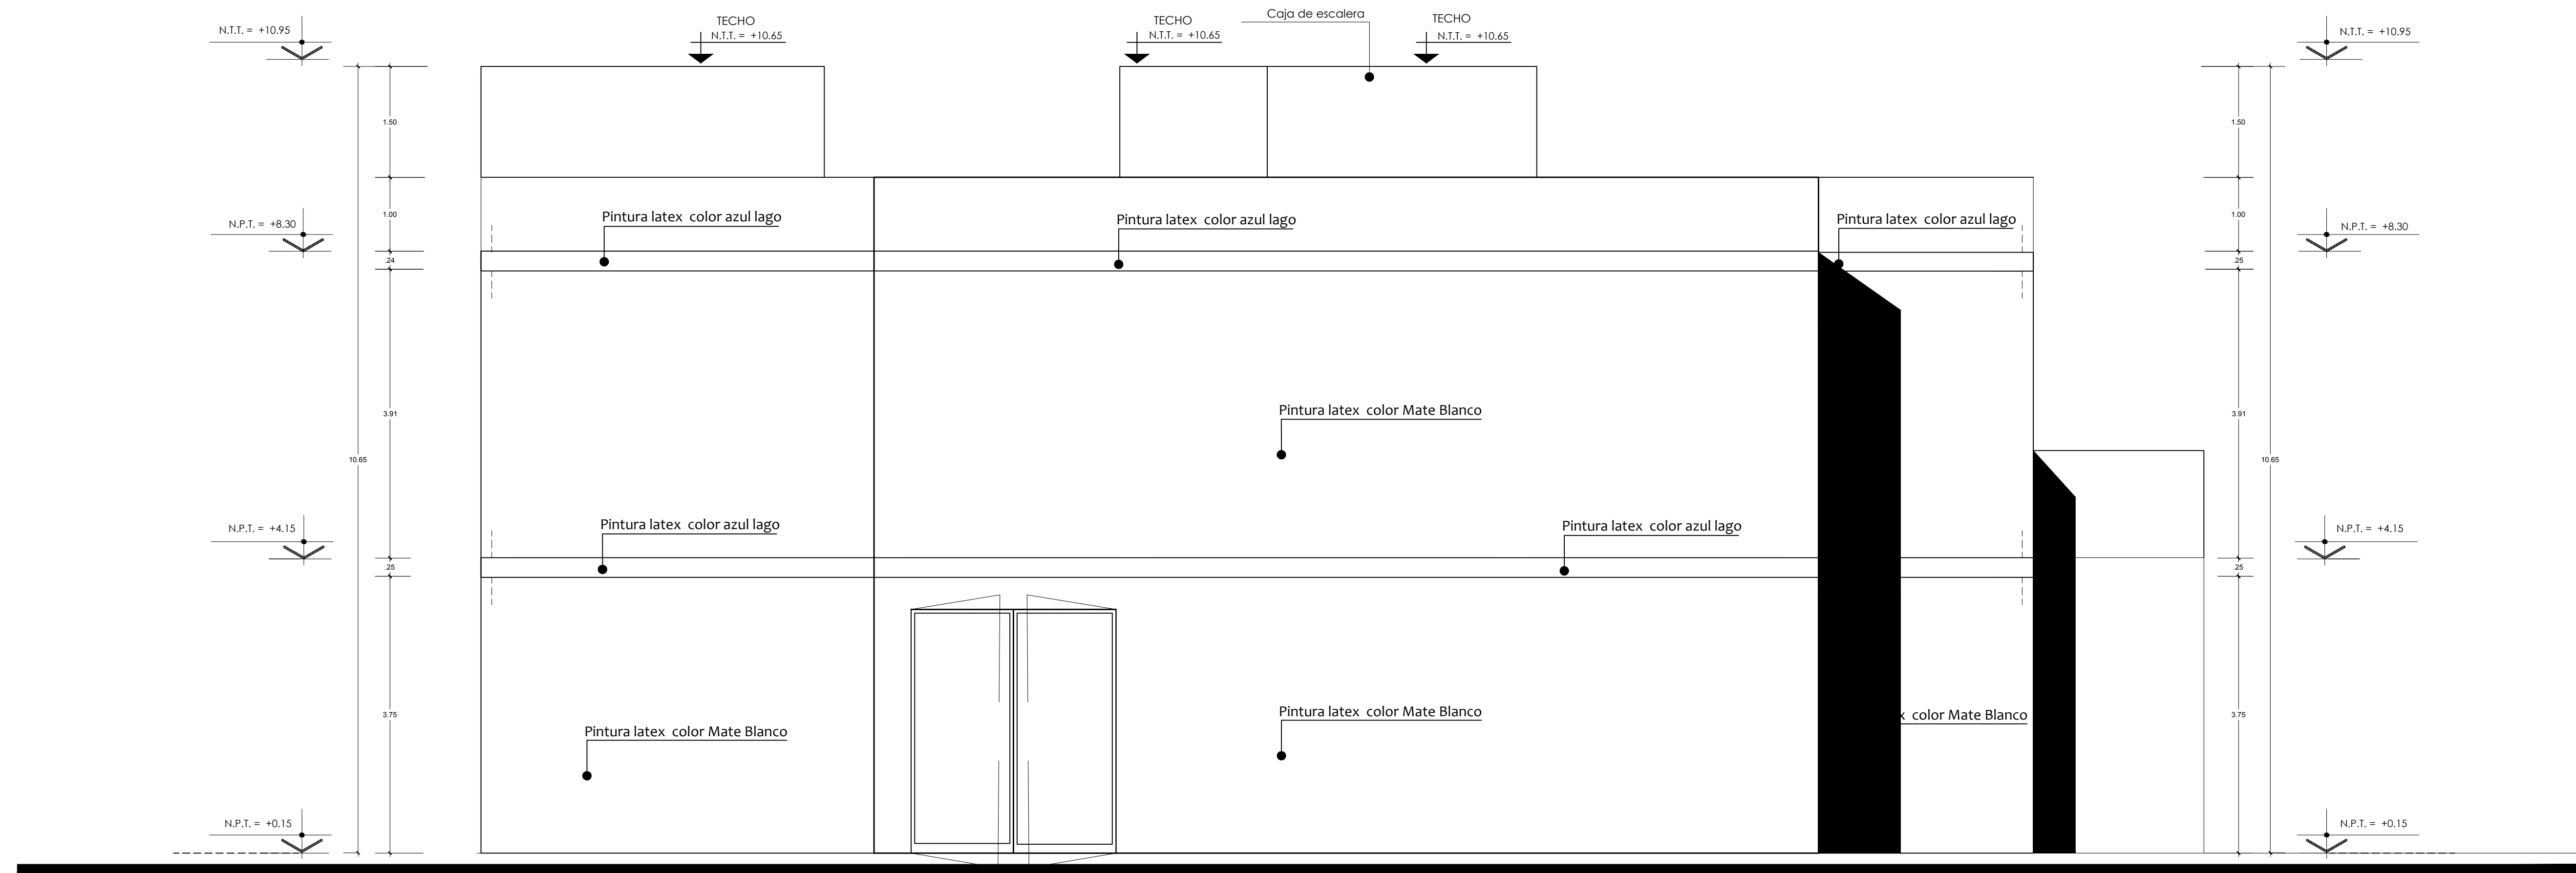 Caja de escalera
TECHO
N.T.T. = +10.65
TECHO
N.T.T. = +10.65
TECHO
N.T.T. = +10.65
N.T.T. = +10.95
N.T.T. = +10.95
1.50
1.50
1.00
1.00
Pintura latex color azul lago
Pintura latex color azul lago
Pintura latex color azul lago
N.P.T. = +8.30
N.P.T. = +8.30
.24
.25
3.91
3.91
Pintura latex color Mate Blanco
10.65
10.65
Pintura latex color azul lago
Pintura latex color azul lago
N.P.T. = +4.15
N.P.T. = +4.15
.25
.25
3.75
3.75
Pintura latex color Mate Blanco
x color Mate Blanco
Pintura latex color Mate Blanco
N.P.T. = +0.15
N.P.T. = +0.15